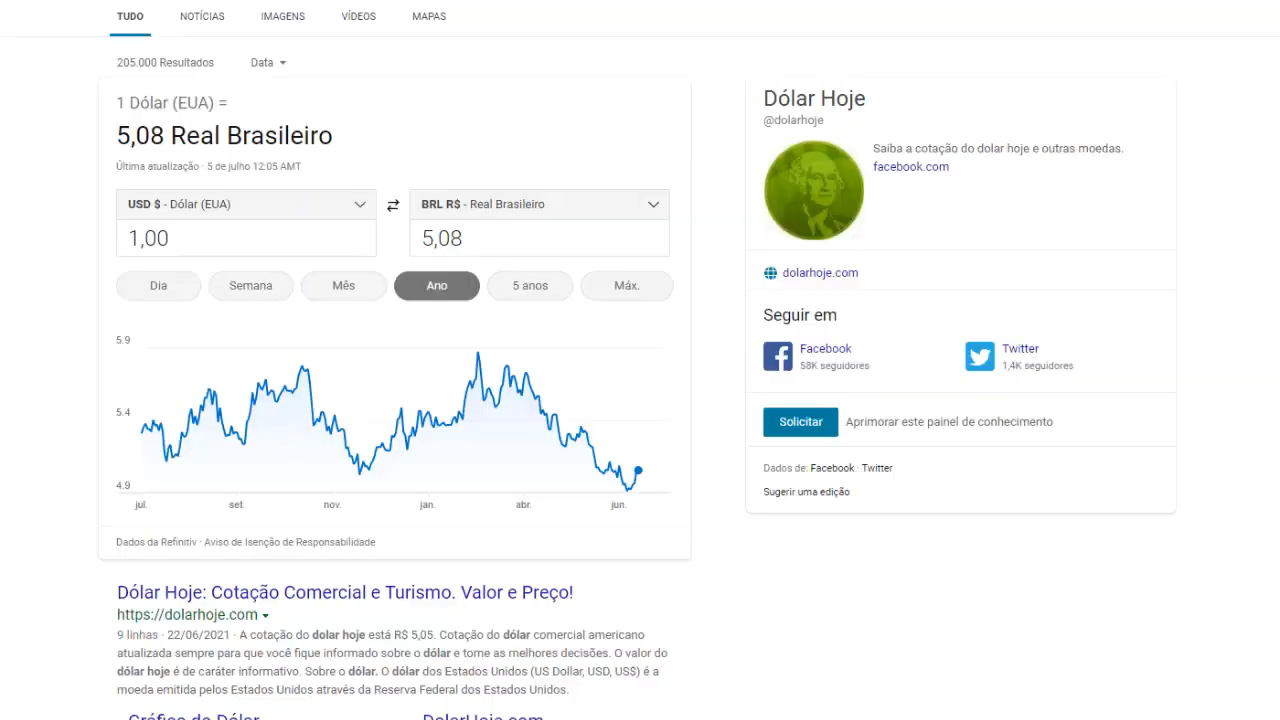 TUDO NOTÍCIAS IMAGENS VÍDEOS MAPAS
205.000 Resultados Data
1 Dólar (EUA) =
5,08 Real Brasileiro
Última atualização · 5 de julho 12:05 AMT
USD $ - Dólar (EUA)
BRL R$ - Real Brasileiro
1,00
5,08
Dia Semana Mês Ano 5 anos Máx.
5.9
5.4
4.9
jul. set. nov. jan. abr. jun.
Dados da Refinitiv · Aviso de Isenção de Responsabilidade
Dólar Hoje: Cotação Comercial e Turismo. Valor e Preço!
https://dolarhoje.com
9 linhas · 22/06/2021 · A cotação do dolar hoje está R$ 5,05. Cotação do dólar comercial americano
atualizada sempre para que você fique informado sobre o dólar e tome as melhores decisões. O valor do
dólar hoje é de caráter informativo. Sobre o dólar. O dólar dos Estados Unidos (US Dollar, USD, US$) é a
moeda emitida pelos Estados Unidos através da Reserva Federal dos Estados Unidos.
Gráfico do Dólar
DolarHoje.com
Dólar Hoje
@dolarhoje
Saiba a cotação do dolar hoje e outras moedas.
facebook.com
dolarhoje.com
Seguir em
Facebook
58K seguidores
Twitter
1,4K seguidores
Solicitar Aprimorar este painel de conhecimento
Dados de: Facebook · Twitter
Sugerir uma edição